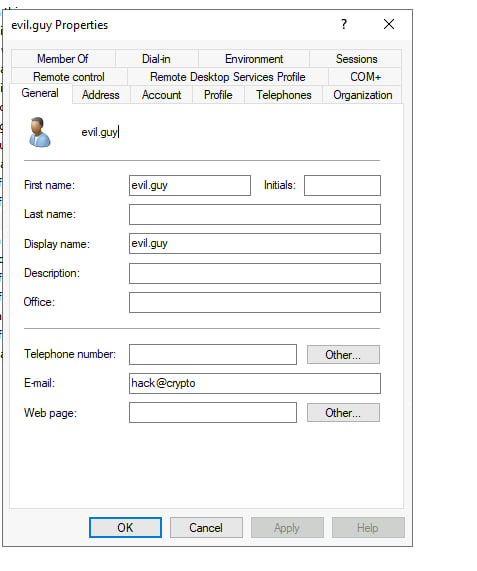 evil.guy Properties ?
Member Of Dial-in Environment Sessions
Remote control Remote Desktop Services Profile COM+
General Address Account Profile Telephones Organization
evil.guy
First name: evil.guy Initials:
Last name:
Display name: evil.guy
Description:
Office:
Telephone number: Other...
E-mail: hack@crypto
Web page: Other...
OK Cancel Apply Help